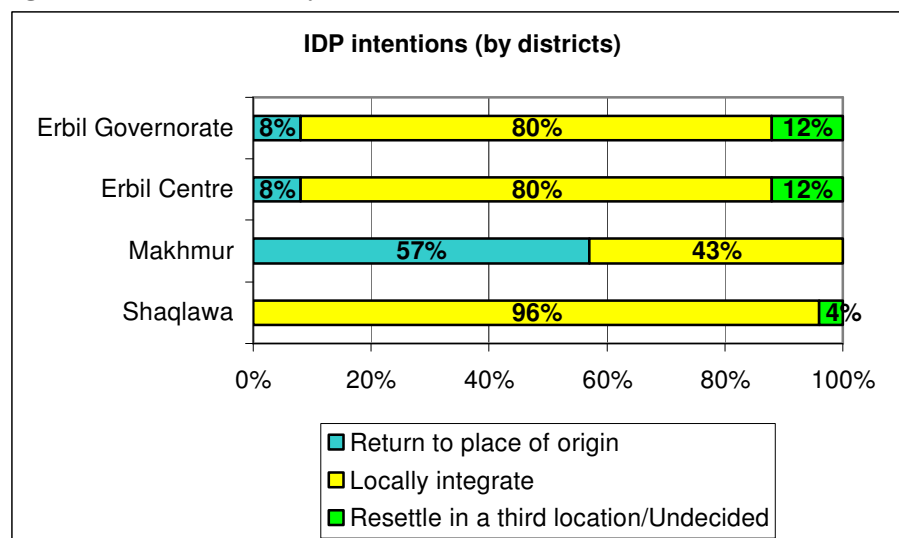 IDP intentions (by districts)
Erbil Governorate 8% 80% 12%
Erbil Centre 8% 80% 12%
Makhmur 57% 43%
Shaqlawa 96% 4%
0% 20% 40% 60% 80% 100%
Return to place of origin
Locally integrate
Resettle in a third location/Undecided